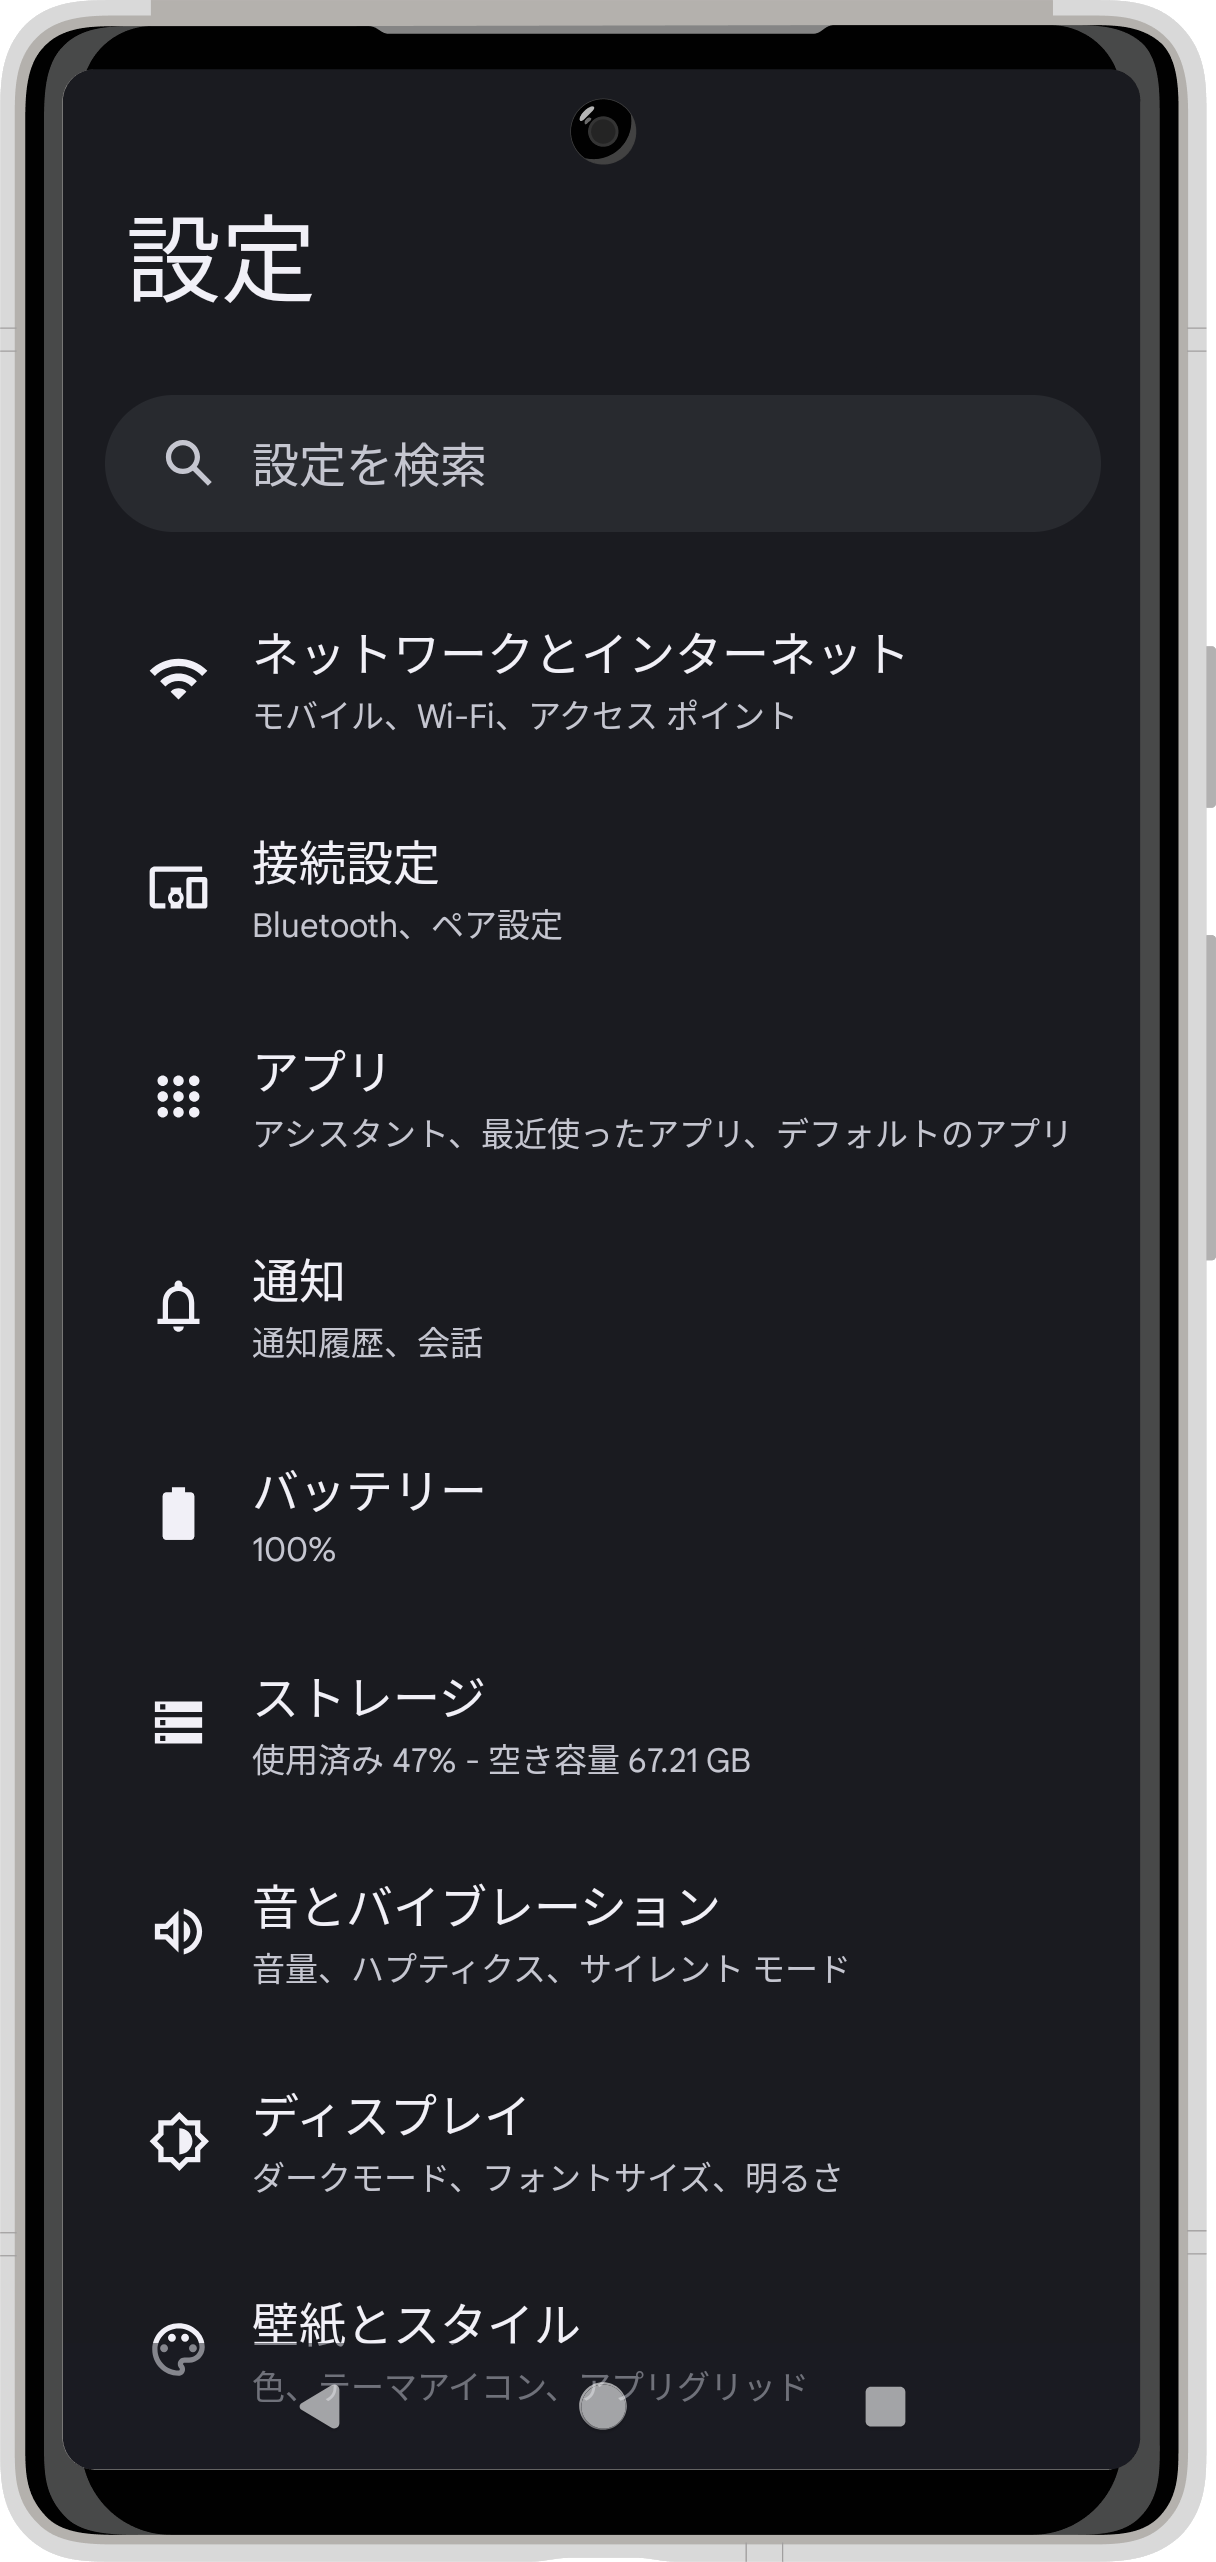 設定
設定を検索
ネットワークとインターネット
モバイル、Wi-Fi、アクセス ポイント
接続設定
Bluetooth、ペア設定
アプリ
アシスタント、最近使ったアプリ、デフォルトのアプリ
通知
通知履歴、会話
バッテリー
100%
ストレージ
使用済み 47% - 空き容量 67.21 GB
音とバイブレーション
音量、ハプティクス、サイレント モード
ディスプレイ
ダークモード、フォントサイズ、明るさ
壁紙とスタイル
色、テーマアイコン、アプリグリッド